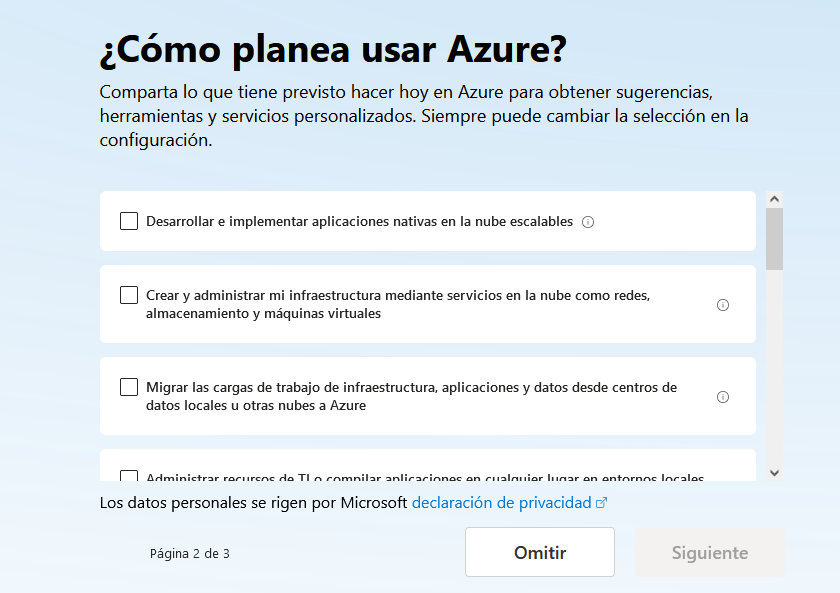 ¿Cómo planea usar Azure?
Comparta lo que tiene previsto hacer hoy en Azure para obtener sugerencias,
herramientas y servicios personalizados. Siempre puede cambiar la selección en la
configuración.
Desarrollar e implementar aplicaciones nativas en la nube escalables
Crear y administrar mi infraestructura mediante servicios en la nube como redes,
almacenamiento y máquinas virtuales
Migrar las cargas de trabajo de infraestructura, aplicaciones y datos desde centros de
datos locales u otras nubes a Azure
Administrar recursos de TI o compilar aplicaciones en cualquier lugar en entornos locales
Los datos personales se rigen por Microsoft declaración de privacidad
Página 2 de 3
Omitir
Siguiente